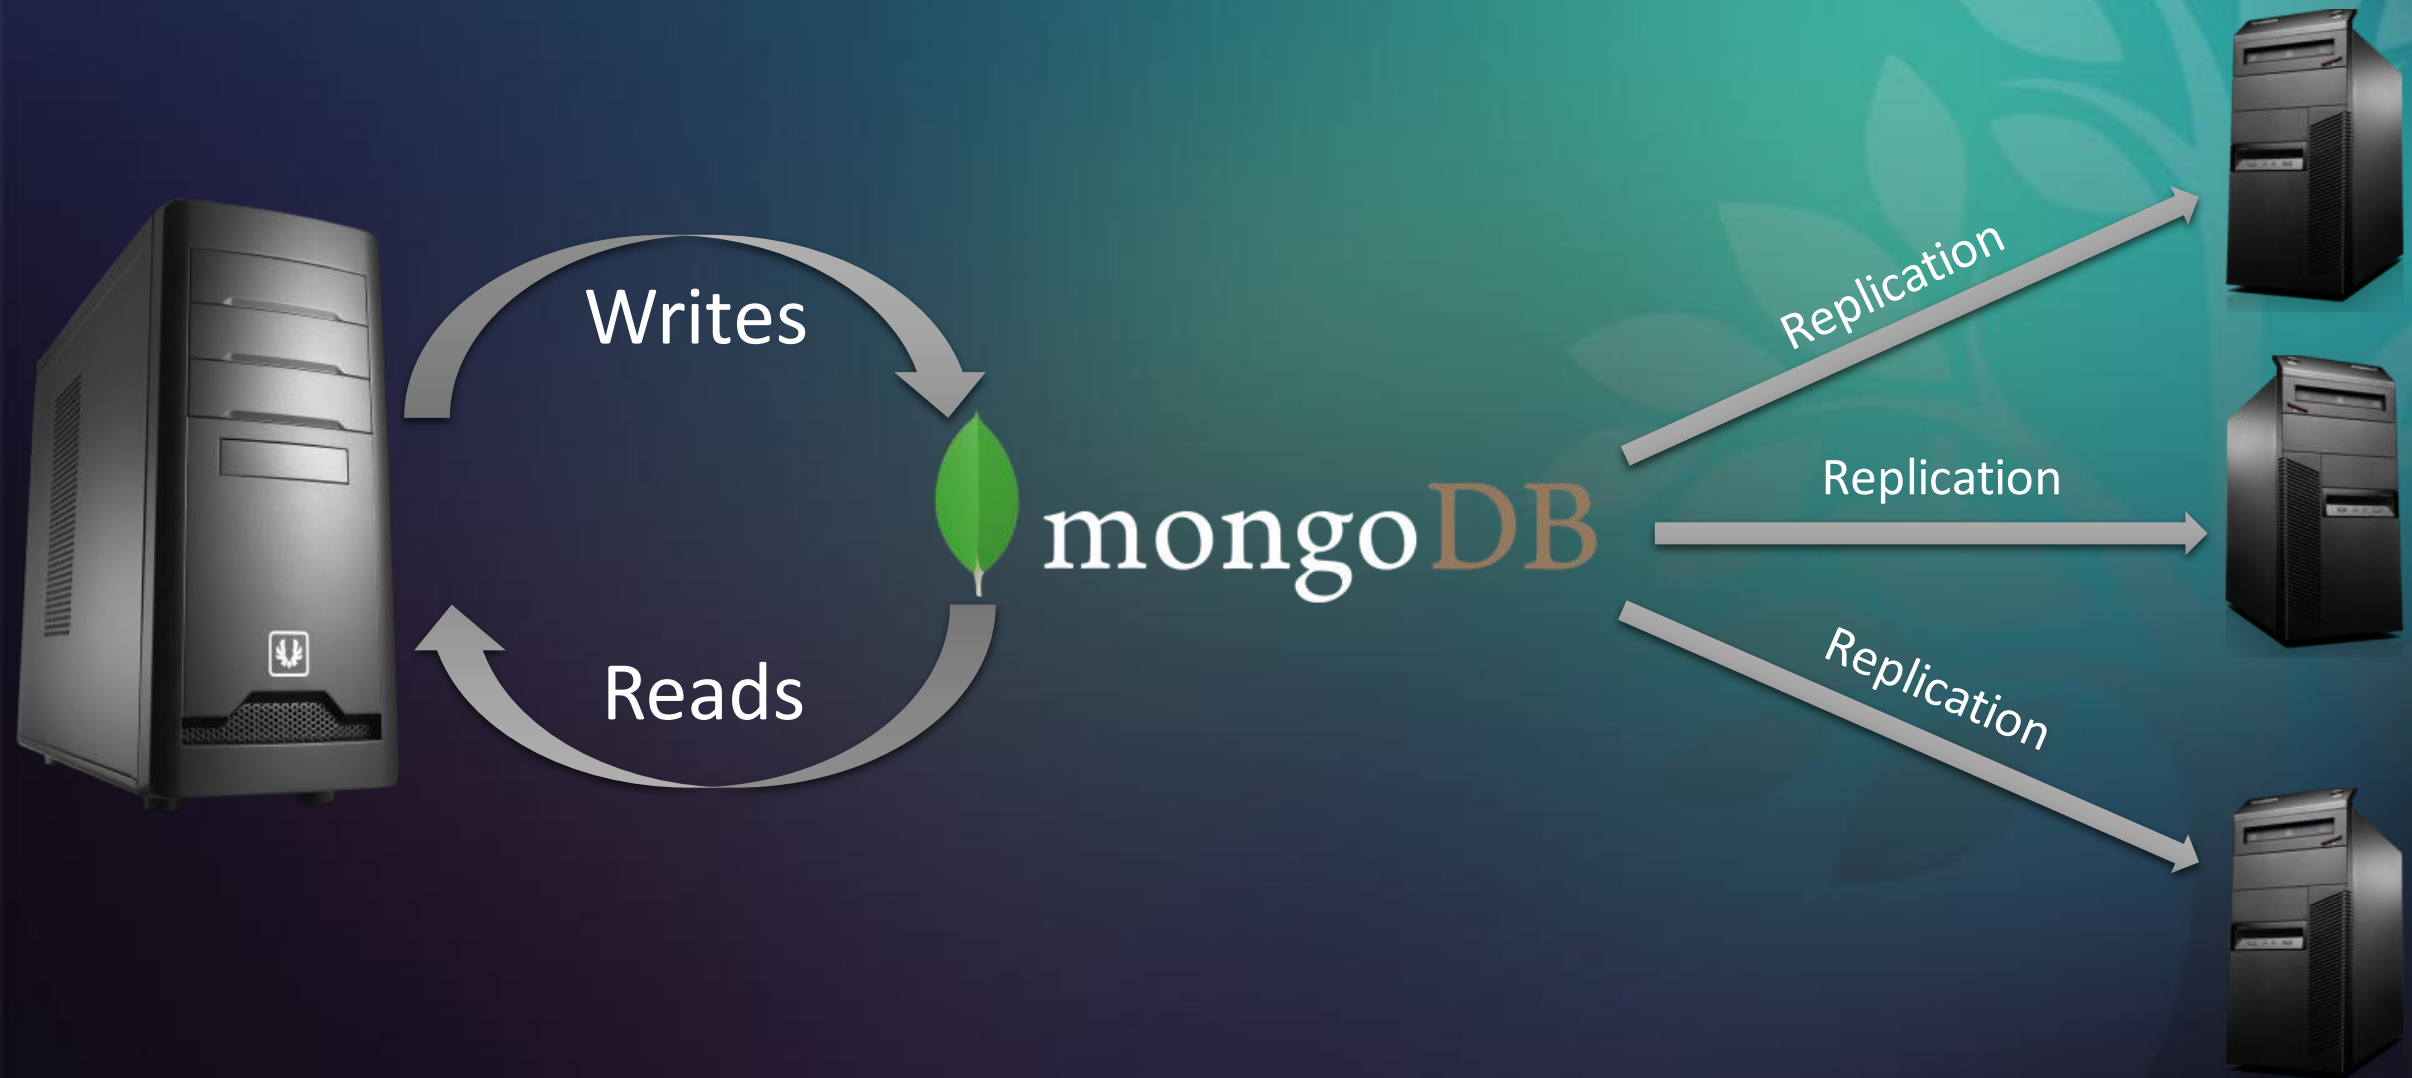 Writes
Reads
mongoDB
Replication
Replication
Replication